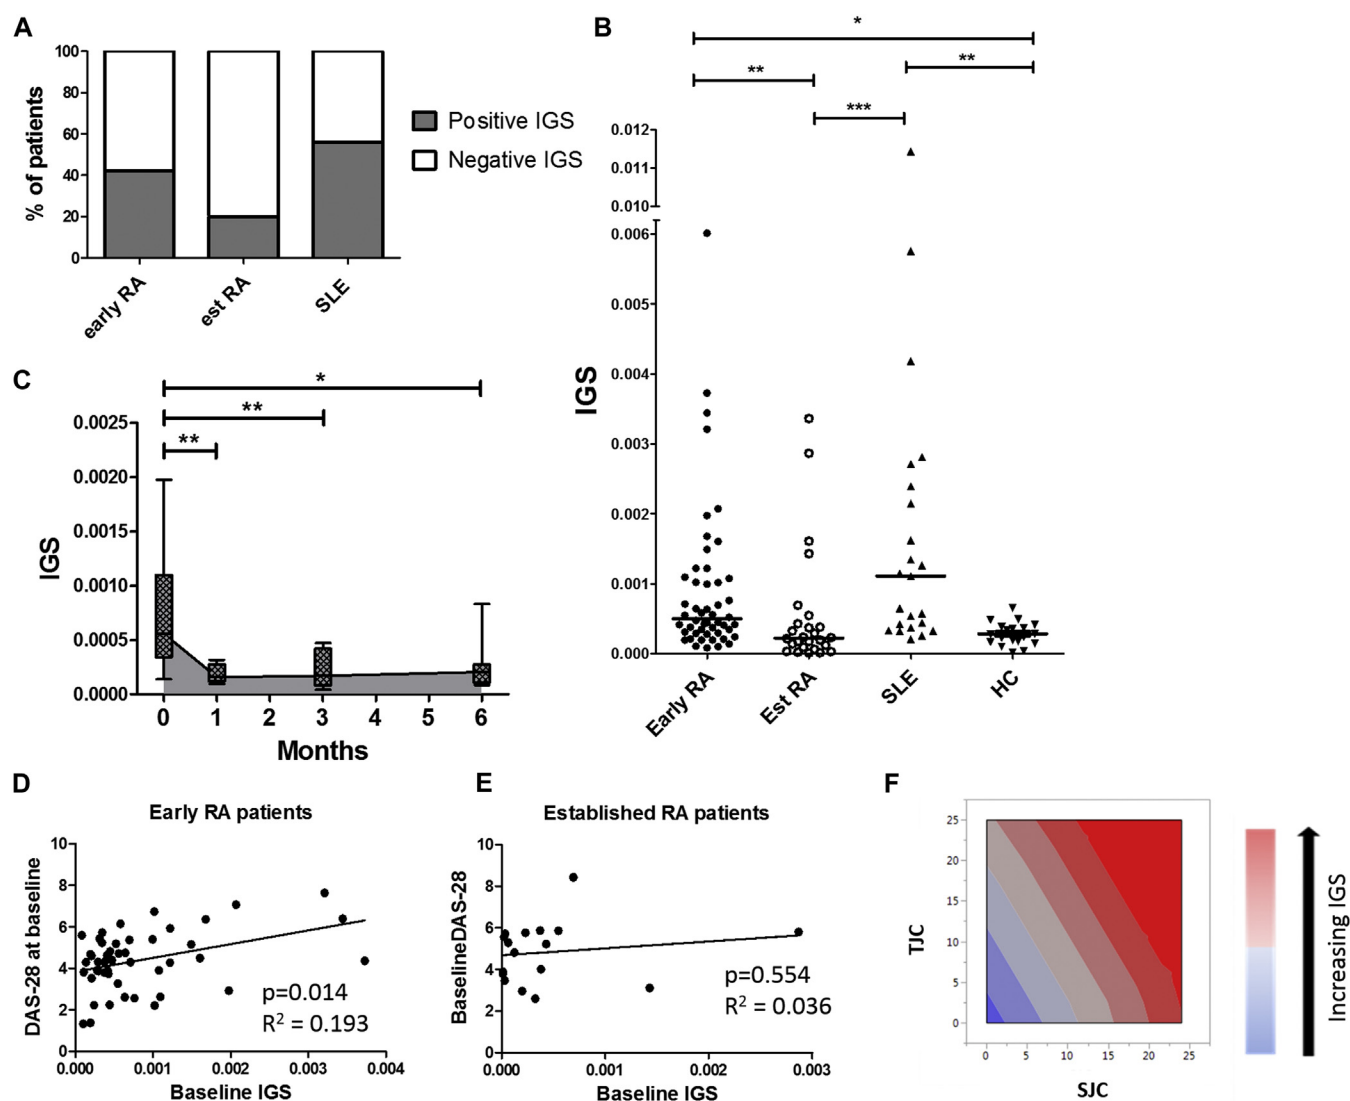 A
100
80
60
40
20
0
% of patients
early RA
est RA
SLE
Positive IGS
Negative IGS
B
*
**
**
***
0.012
0.011
0.010
0.006
0.005
0.004
0.003
0.002
0.001
0.000
IGS
Early RA
Est RA
SLE
HC
C
*
**
**
0.0025
0.0020
0.0015
0.0010
0.0005
0.0000
IGS
0 1 2 3 4 5 6
Months
D
Early RA patients
10
8
6
4
2
0
DAS-28 at baseline
p=0.014
R² = 0.193
0.000 0.001 0.002 0.003 0.004
Baseline IGS
E
Established RA patients
10
8
6
4
2
0
BaselineDAS-28
p=0.554
R² = 0.036
0.000 0.001 0.002 0.003
Baseline IGS
F
25
20
15
10
5
0
TJC
0 5 10 15 20 25
SJC
Increasing IGS